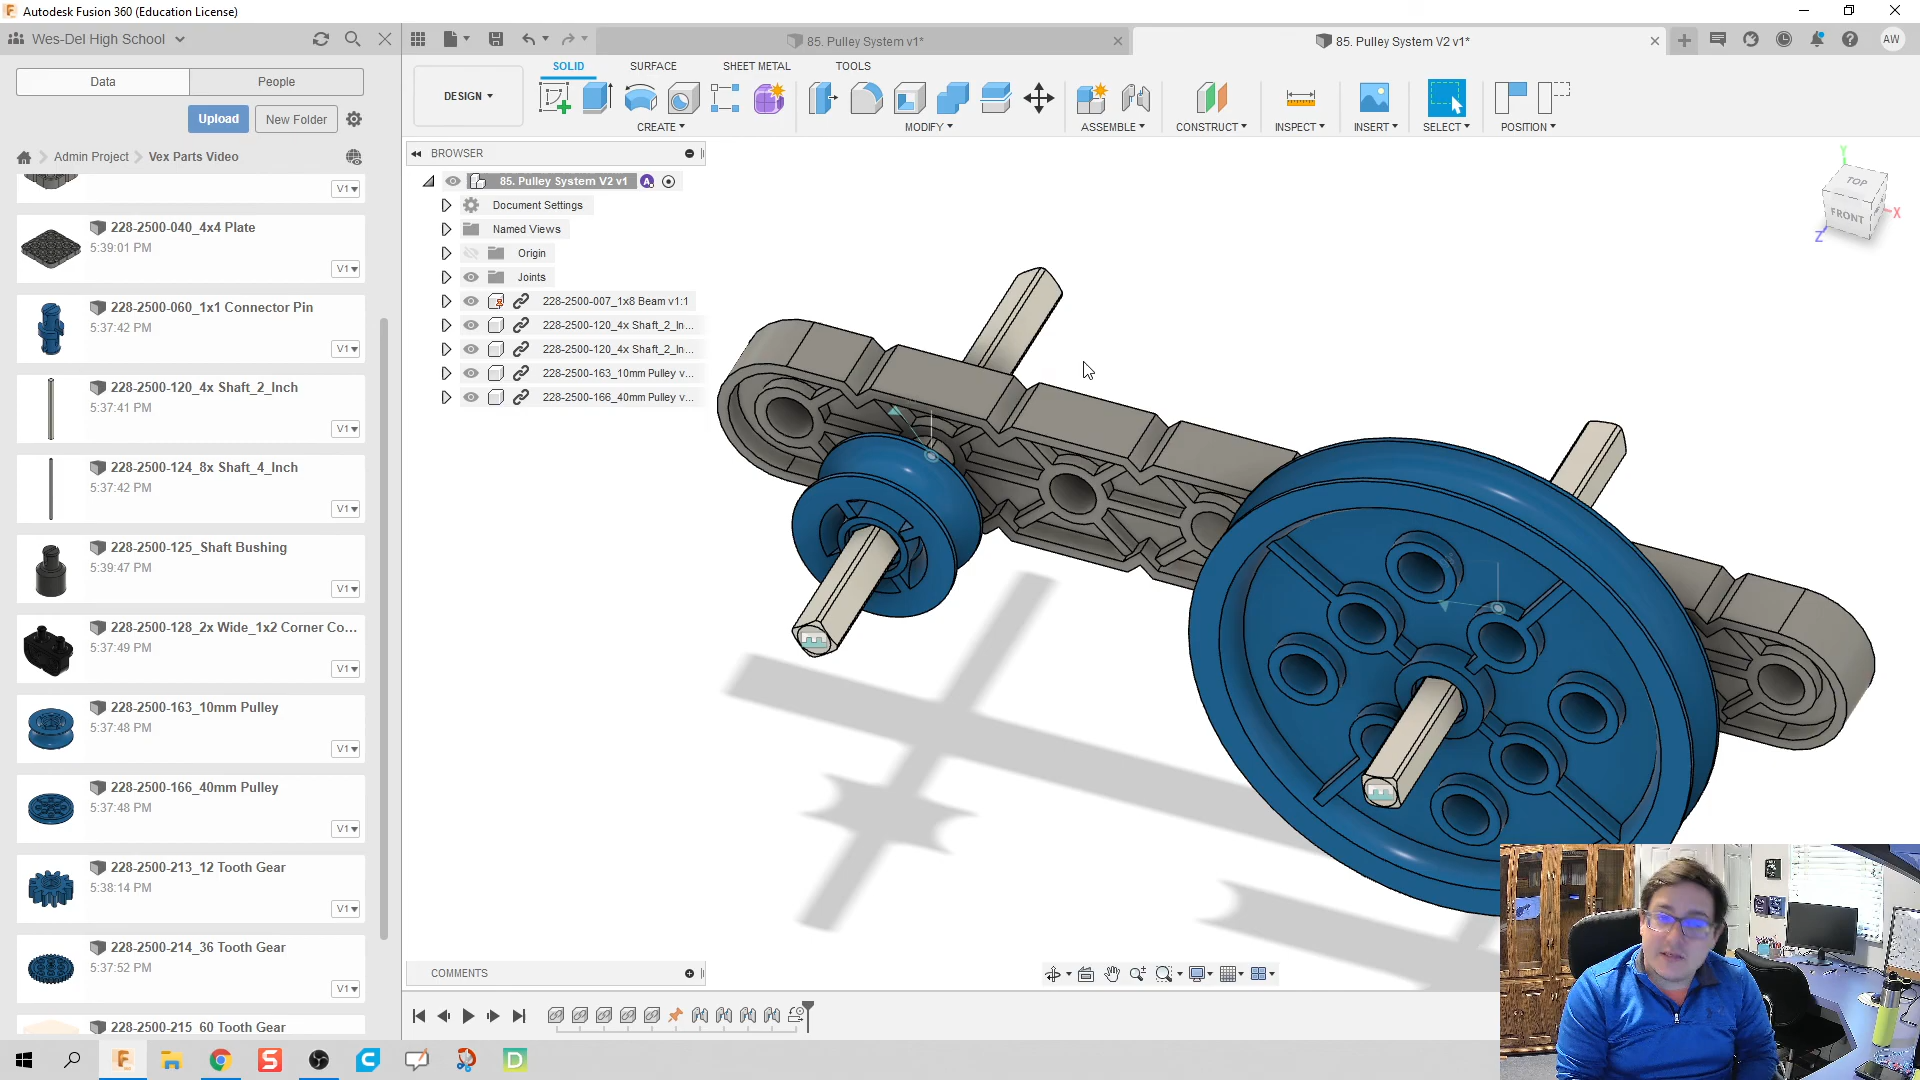 Autodesk Fusion 360 (Education License)
Wes-Del High School
85. Pulley System v1*
85. Pulley System V2 v1*
AW
Data
People
SOLID
SURFACE
SHEET METAL
TOOLS
DESIGN
CREATE
MODIFY
ASSEMBLE
CONSTRUCT
INSPECT
INSERT
SELECT
POSITION
Upload
New Folder
Admin Project
Vex Parts Video
V1
228-2500-040_4x4 Plate
5:39:01 PM
V1
228-2500-060_1x1 Connector Pin
5:37:42 PM
V1
228-2500-120_4x Shaft_2_Inch
5:37:41 PM
V1
228-2500-124_8x Shaft_4_Inch
5:37:42 PM
V1
228-2500-125_Shaft Bushing
5:39:47 PM
V1
228-2500-128_2x Wide_1x2 Corner Co...
5:37:49 PM
V1
228-2500-163_10mm Pulley
5:37:48 PM
V1
228-2500-166_40mm Pulley
5:37:48 PM
V1
228-2500-213_12 Tooth Gear
5:38:14 PM
V1
228-2500-214_36 Tooth Gear
5:37:52 PM
V1
228-2500-215_60 Tooth Gear
BROWSER
85. Pulley System V2 v1
A
Document Settings
Named Views
Origin
Joints
228-2500-007_1x8 Beam v1:1
228-2500-120_4x Shaft_2_In...
228-2500-120_4x Shaft_2_In...
228-2500-163_10mm Pulley v...
228-2500-166_40mm Pulley v...
Y
TOP
FRONT
X
Z
COMMENTS